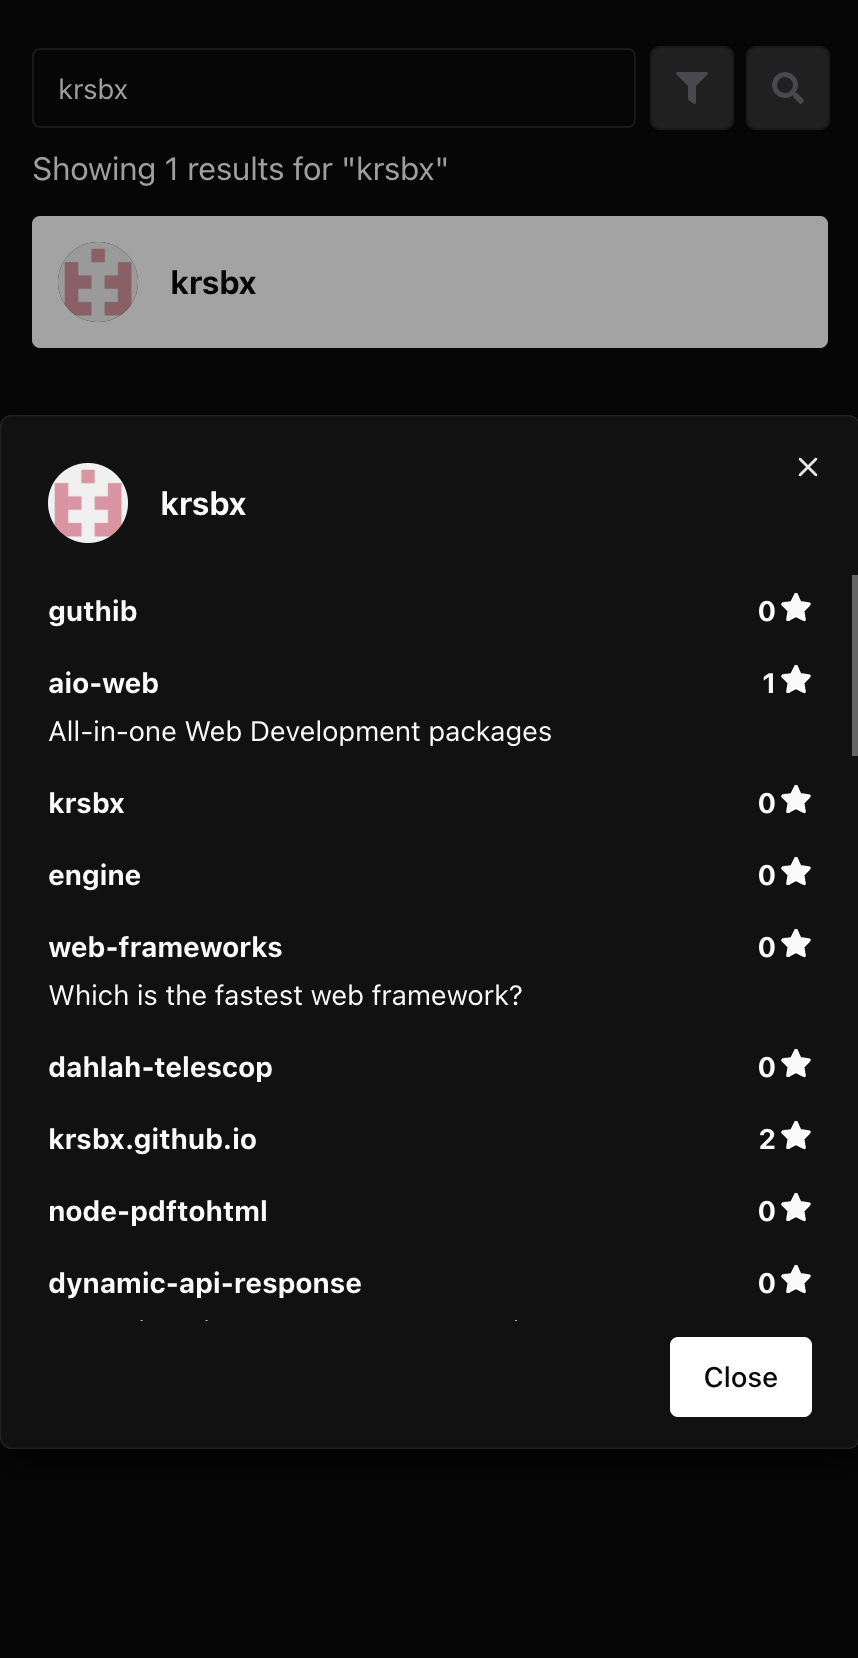 krsbx
Showing 1 results for "krsbx"
krsbx
krsbx
guthib 0
aio-web 1
All-in-one Web Development packages
krsbx 0
engine 0
web-frameworks 0
Which is the fastest web framework?
dahlah-telescop 0
krsbx.github.io 2
node-pdftohtml 0
dynamic-api-response 0
Close